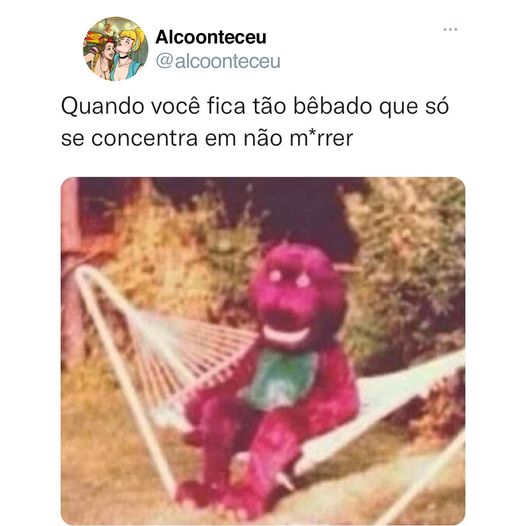 Alcoonteceu
@alcoonteceu
Quando você fica tão bêbado que só
se concentra em não m*rrer